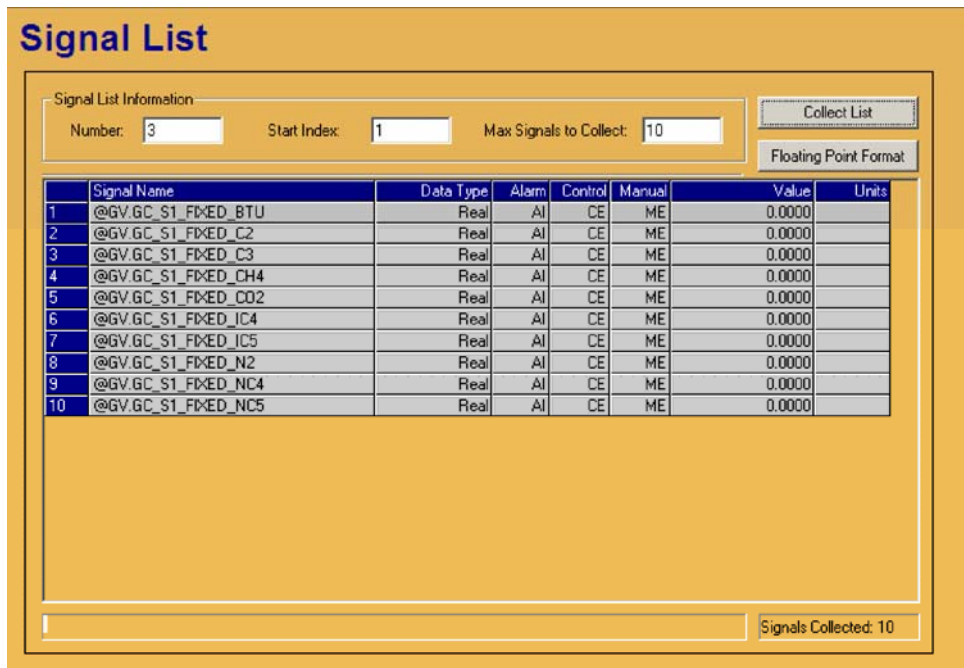 Signal List
Signal List Information
Number: 3 Start Index: 1 Max Signals to Collect: 10
Collect List
Floating Point Format
Signal Name Data Type Alarm Control Manual Value Units
1 @GV.GC_S1_FIXED_BTU Real AI CE ME 0.0000
2 @GV.GC_S1_FIXED_C2 Real AI CE ME 0.0000
3 @GV.GC_S1_FIXED_C3 Real AI CE ME 0.0000
4 @GV.GC_S1_FIXED_CH4 Real AI CE ME 0.0000
5 @GV.GC_S1_FIXED_CO2 Real AI CE ME 0.0000
6 @GV.GC_S1_FIXED_IC4 Real AI CE ME 0.0000
7 @GV.GC_S1_FIXED_IC5 Real AI CE ME 0.0000
8 @GV.GC_S1_FIXED_N2 Real AI CE ME 0.0000
9 @GV.GC_S1_FIXED_NC4 Real AI CE ME 0.0000
10 @GV.GC_S1_FIXED_NC5 Real AI CE ME 0.0000
Signals Collected: 10